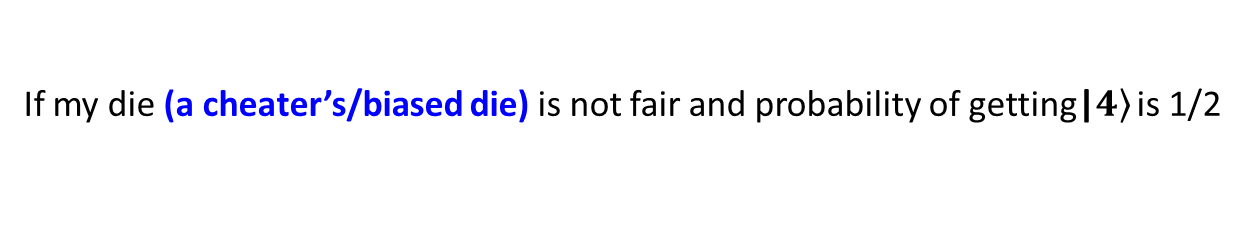 If my die (a cheater’s/biased die) is not fair and probability of getting|4⟩is 1/2